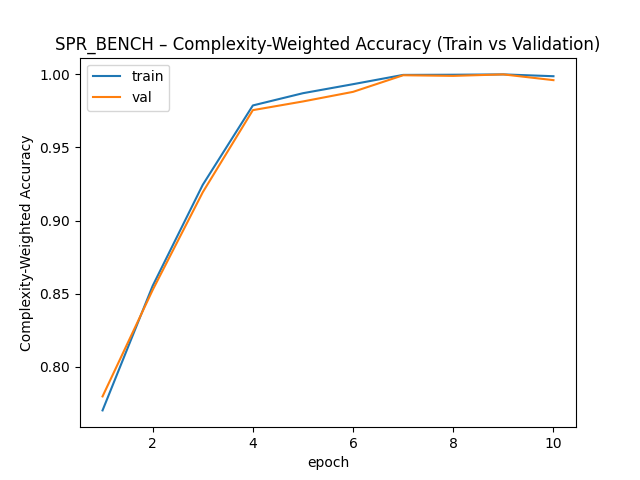 SPR_BENCH – Complexity-Weighted Accuracy (Train vs Validation)
train
val
Complexity-Weighted Accuracy
1.00
0.95
0.90
0.85
0.80
2 4 6 8 10
epoch